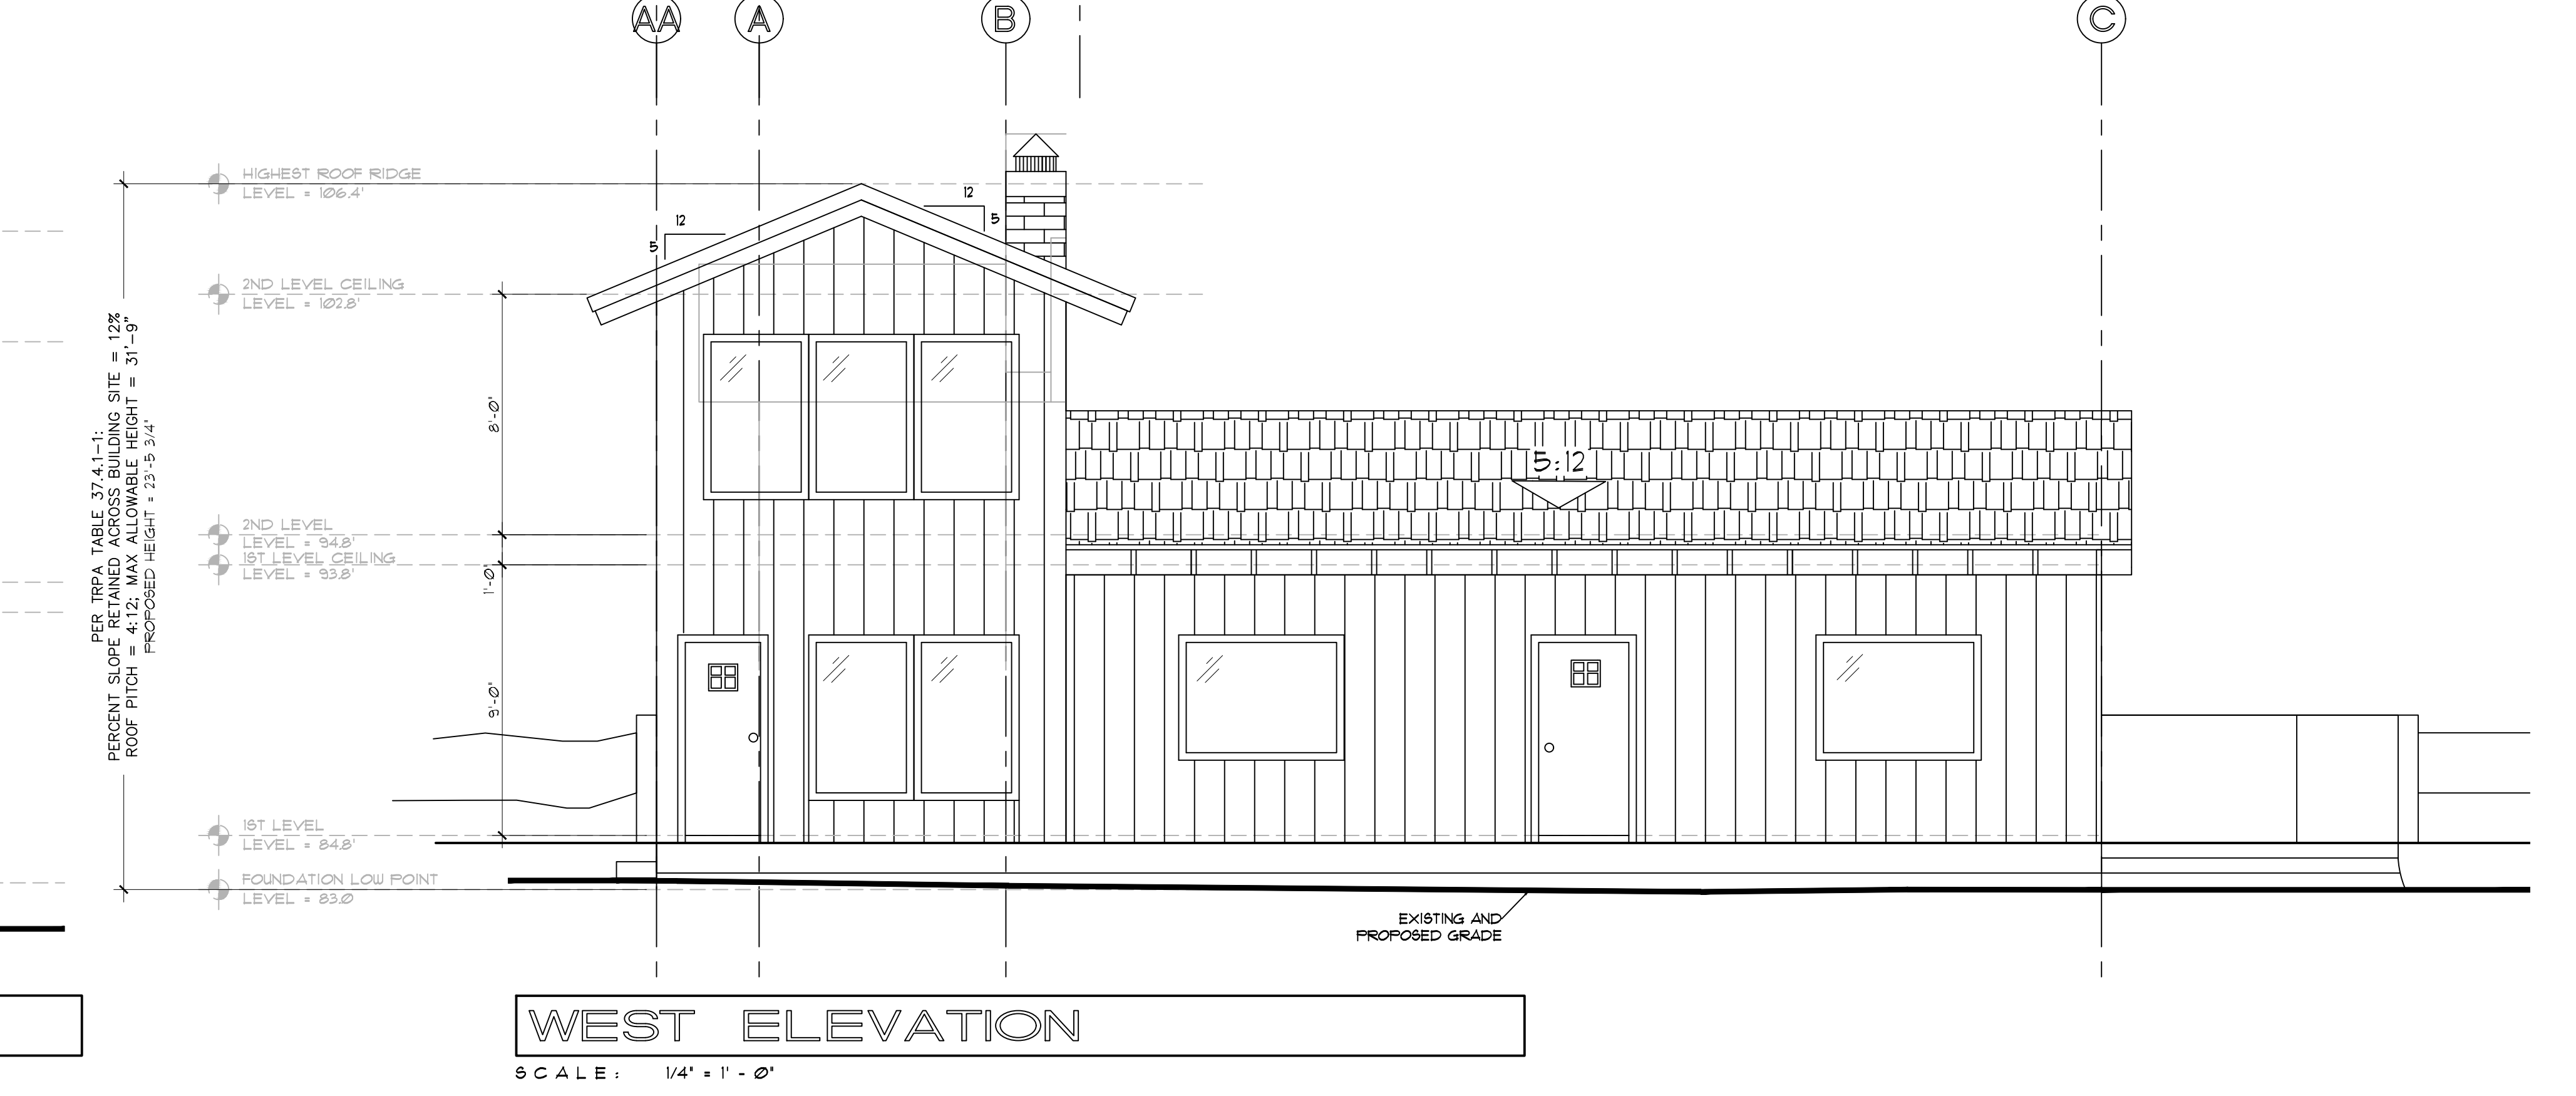 AA A B C
HIGHEST ROOF RIDGE
LEVEL = 106.4'
12
5
12
5
2ND LEVEL CEILING
LEVEL = 102.8'
PER TRPA TABLE 37.4.1-1:
PERCENT SLOPE RETAINED ACROSS BUILDING SITE = 12%
ROOF PITCH = 4:12; MAX ALLOWABLE HEIGHT = 31'-9"
PROPOSED HEIGHT = 23'-5 3/4"
8'-0"
5:12
2ND LEVEL
LEVEL = 94.8'
1ST LEVEL CEILING
LEVEL = 93.8'
1'-0"
9'-0"
1ST LEVEL
LEVEL = 84.8'
FOUNDATION LOW POINT
LEVEL = 83.0
EXISTING AND
PROPOSED GRADE
WEST ELEVATION
SCALE: 1/4" = 1' - 0"